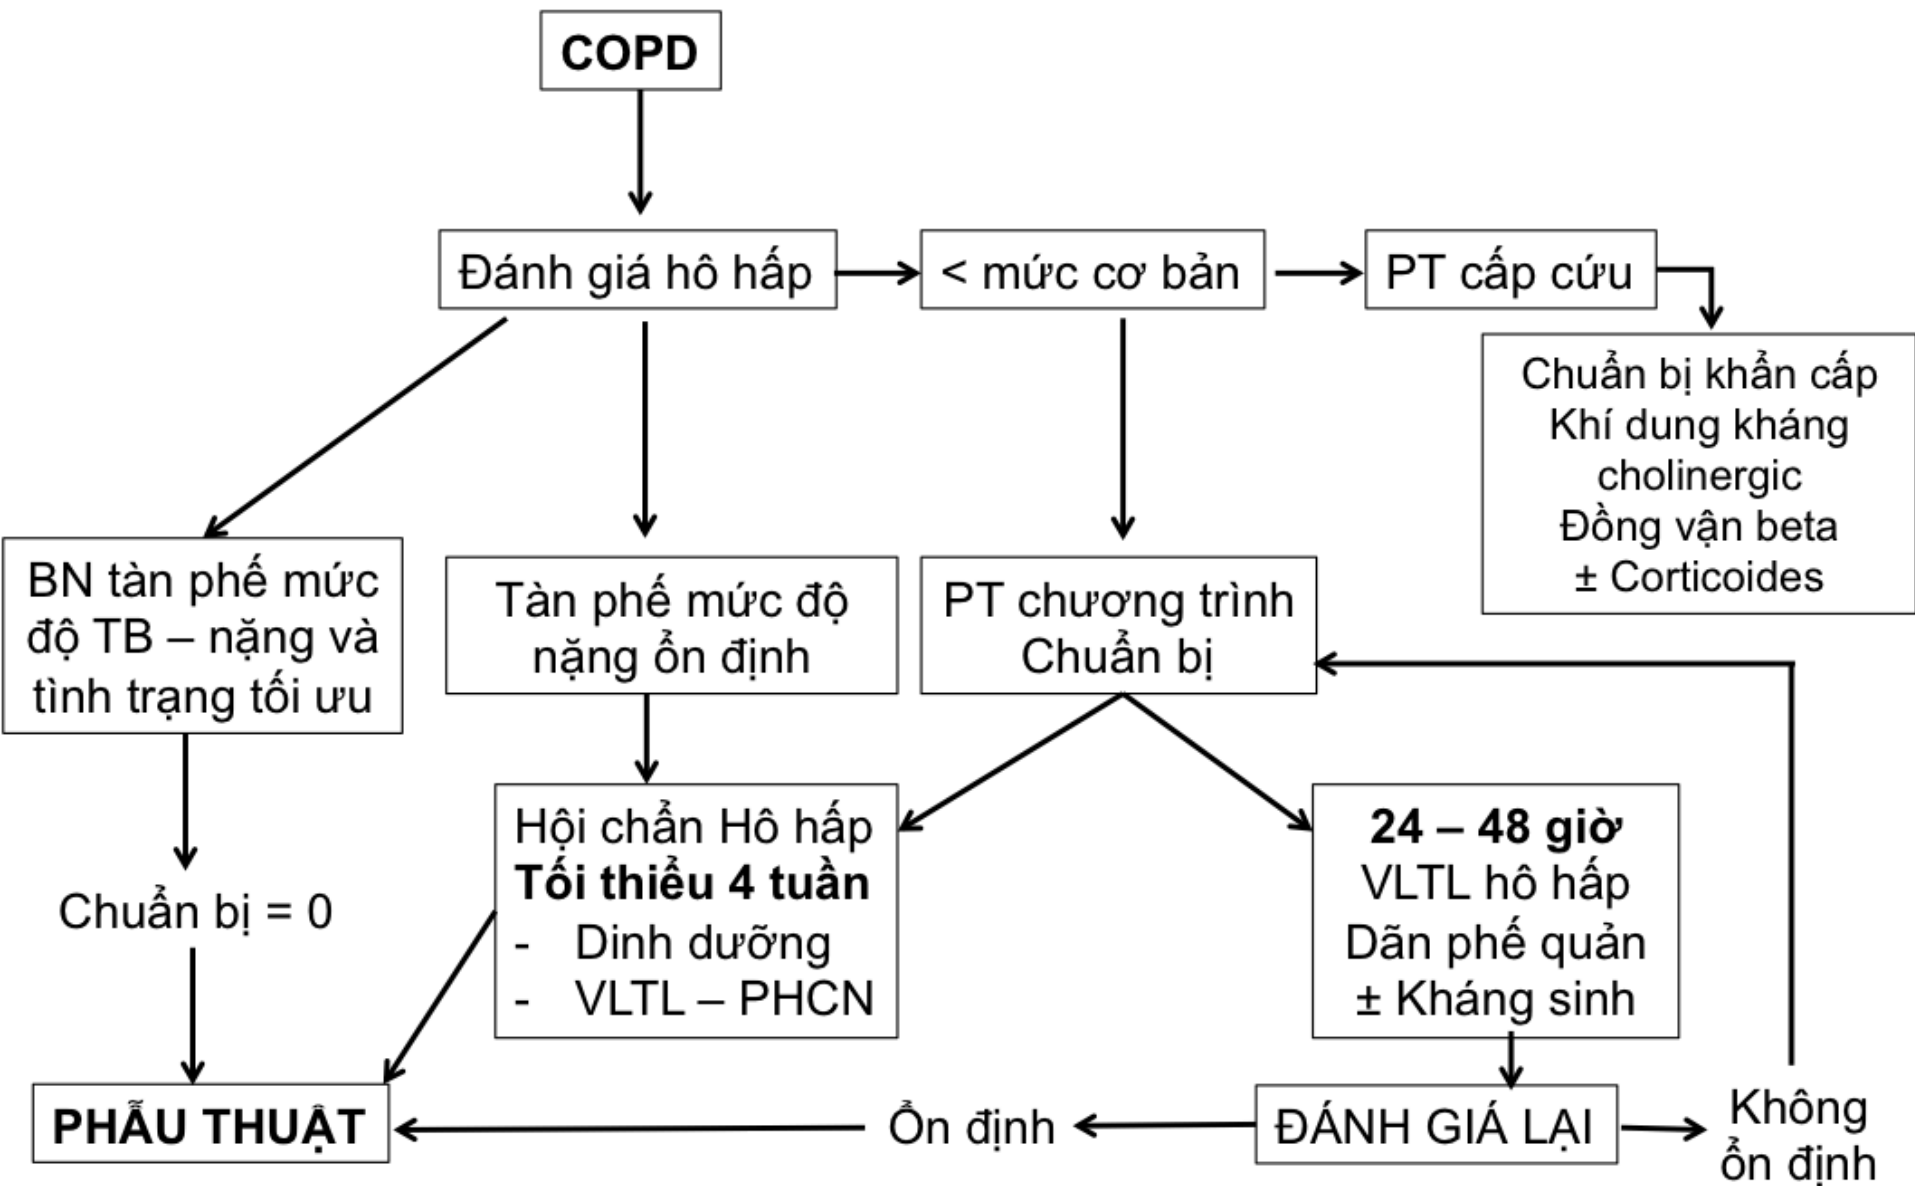 COPD
Đánh giá hô hấp
< mức cơ bản
PT cấp cứu
Chuẩn bị khẩn cấp
Khí dung kháng
cholinergic
Đồng vận beta
± Corticoides
BN tàn phế mức
độ TB – nặng và
tình trạng tối ưu
Tàn phế mức độ
nặng ổn định
PT chương trình
Chuẩn bị
Chuẩn bị = 0
Hội chẩn Hô hấp
Tối thiểu 4 tuần
- Dinh dưỡng
- VLTL – PHCN
24 – 48 giờ
VLTL hô hấp
Dãn phế quản
± Kháng sinh
PHẪU THUẬT
Ổn định
ĐÁNH GIÁ LẠI
Không
ổn định